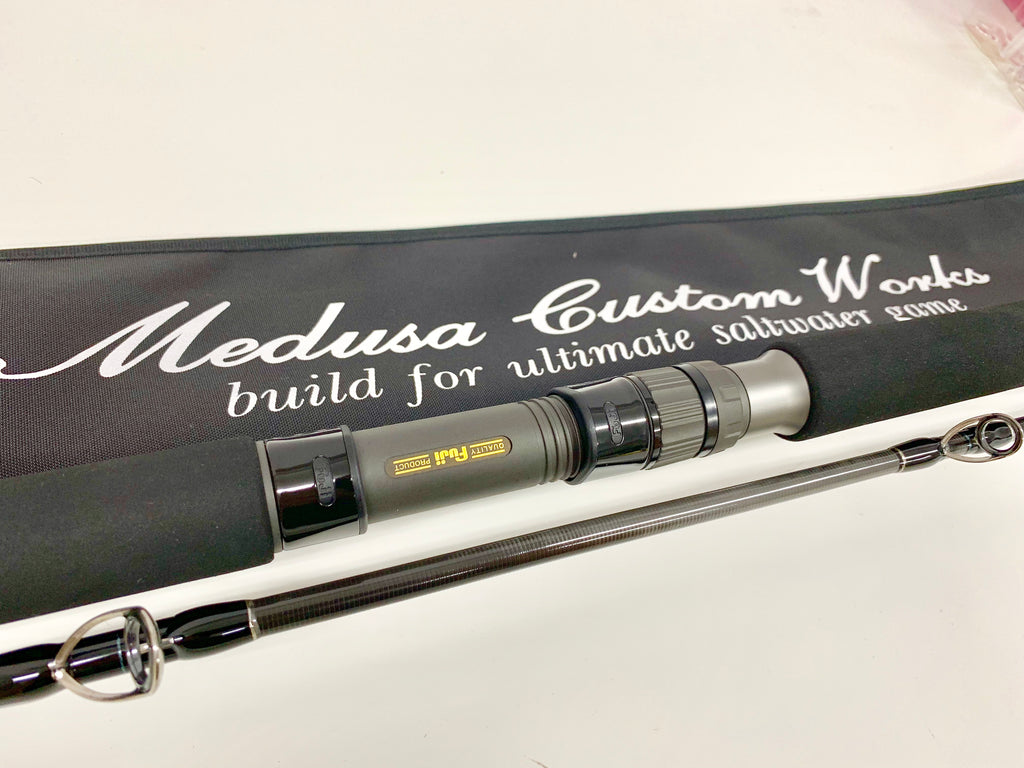 Medusa Custom Works
build for ultimate saltwater game
QUALITY
Fuji
PRODUCT